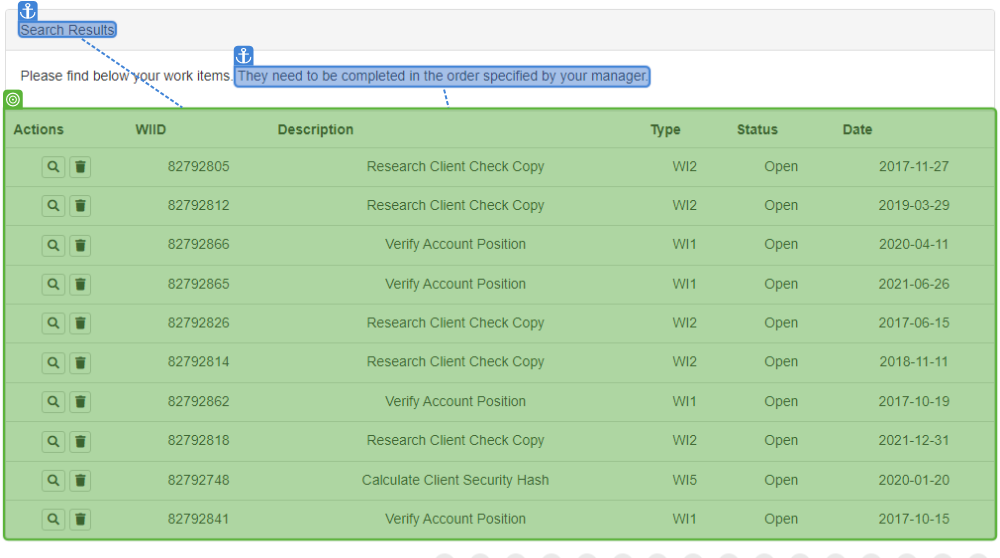 Search Results
Please find below your work items. They need to be completed in the order specified by your manager.
Actions WIID Description Type Status Date
82792805 Research Client Check Copy WI2 Open 2017-11-27
82792812 Research Client Check Copy WI2 Open 2019-03-29
82792866 Verify Account Position WI1 Open 2020-04-11
82792865 Verify Account Position WI1 Open 2021-06-26
82792826 Research Client Check Copy WI2 Open 2017-06-15
82792814 Research Client Check Copy WI2 Open 2018-11-11
82792862 Verify Account Position WI1 Open 2017-10-19
82792818 Research Client Check Copy WI2 Open 2021-12-31
82792748 Calculate Client Security Hash WI5 Open 2020-01-20
82792841 Verify Account Position WI1 Open 2017-10-15